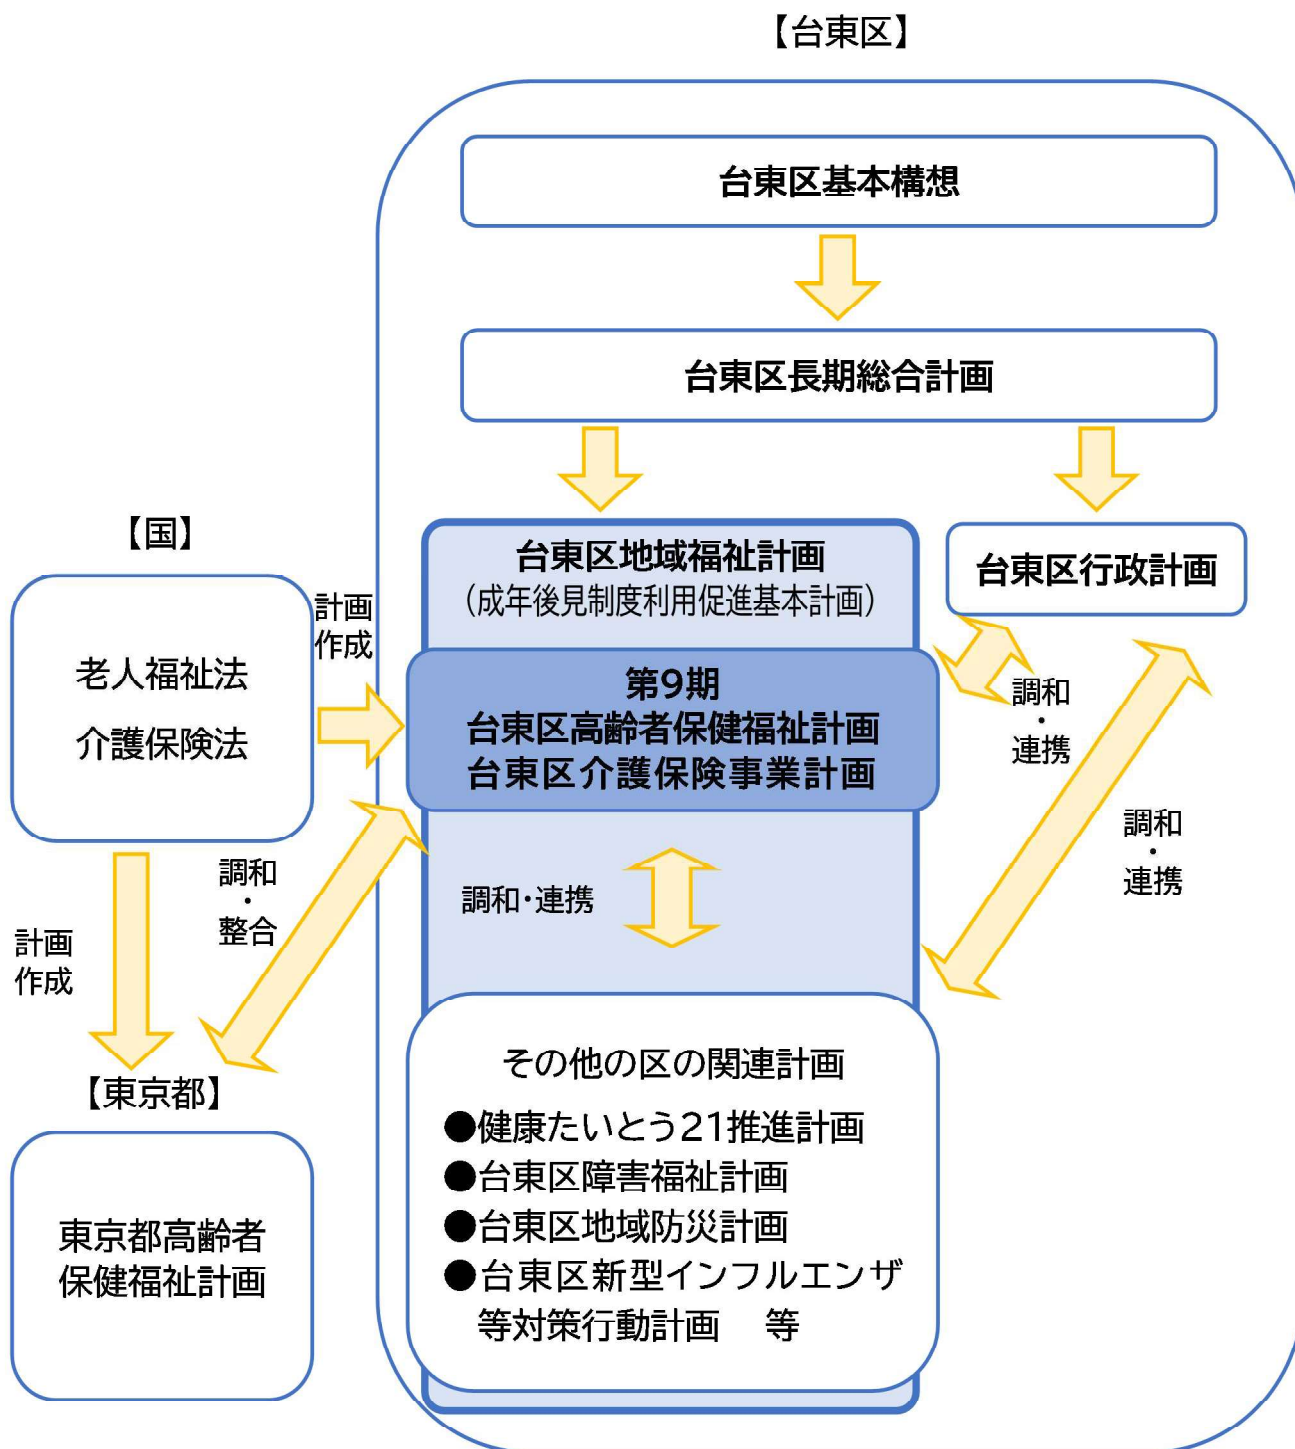 【台東区】
台東区基本構想
台東区長期総合計画
【国】
老人福祉法
介護保険法
計画
作成
台東区地域福祉計画
（成年後見制度利用促進基本計画）
台東区行政計画
第9期
台東区高齢者保健福祉計画
台東区介護保険事業計画
調和
・
連携
調和
・
連携
調和・連携
調和
・
整合
計画
作成
【東京都】
東京都高齢者
保健福祉計画
その他の区の関連計画
●健康たいとう21推進計画
●台東区障害福祉計画
●台東区地域防災計画
●台東区新型インフルエンザ
等対策行動計画　等